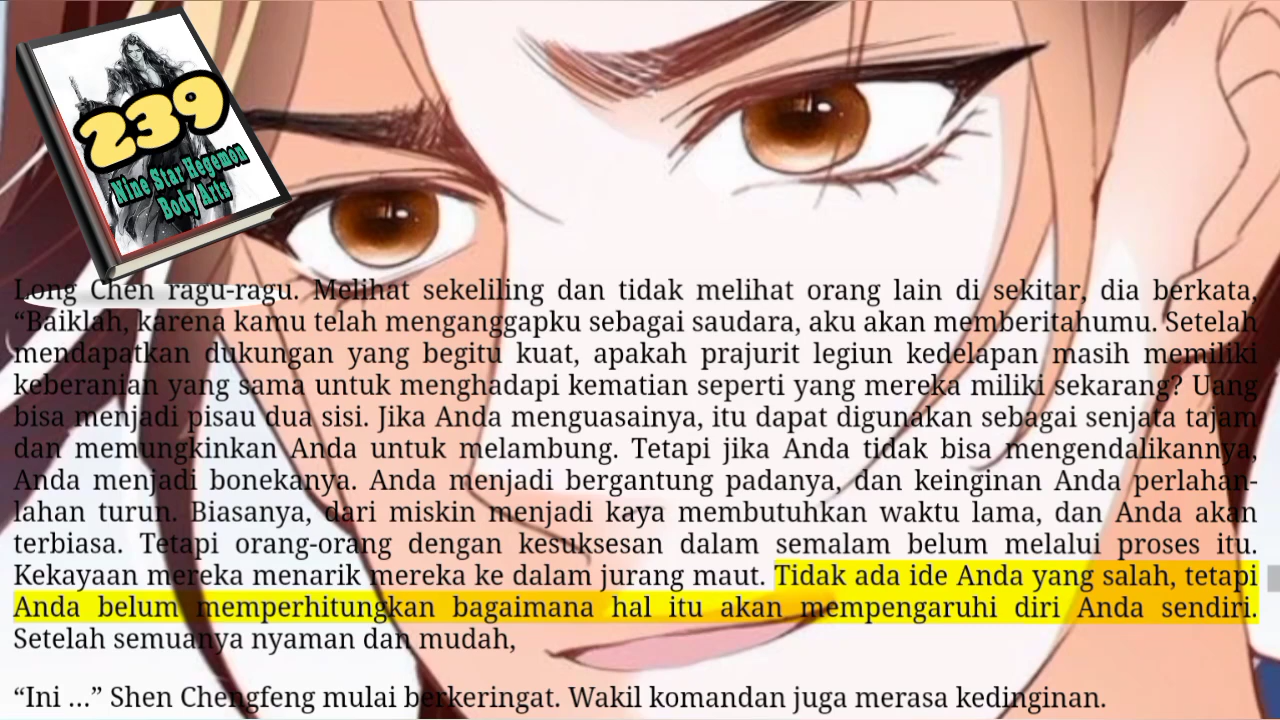 239
Nine Star Hegemon
Body Arts
Long Chen ragu-ragu. Melihat sekeliling dan tidak melihat orang lain di sekitar, dia berkata,
“Baiklah, karena kamu telah menganggapku sebagai saudara, aku akan memberitahumu. Setelah
mendapatkan dukungan yang begitu kuat, apakah prajurit legiun kedelapan masih memiliki
keberanian yang sama untuk menghadapi kematian seperti yang mereka miliki sekarang? Uang
bisa menjadi pisau dua sisi. Jika Anda menguasainya, itu dapat digunakan sebagai senjata tajam
dan memungkinkan Anda untuk melambung. Tetapi jika Anda tidak bisa mengendalikannya,
Anda menjadi bonekanya. Anda menjadi bergantung padanya, dan keinginan Anda perlahan-
lahan turun. Biasanya, dari miskin menjadi kaya membutuhkan waktu lama, dan Anda akan
terbiasa. Tetapi orang-orang dengan kesuksesan dalam semalam belum melalui proses itu.
Kekayaan mereka menarik mereka ke dalam jurang maut. Tidak ada ide Anda yang salah, tetapi
Anda belum memperhitungkan bagaimana hal itu akan mempengaruhi diri Anda sendiri.
Setelah semuanya nyaman dan mudah,
“Ini ...” Shen Chengfeng mulai berkeringat. Wakil komandan juga merasa kedinginan.